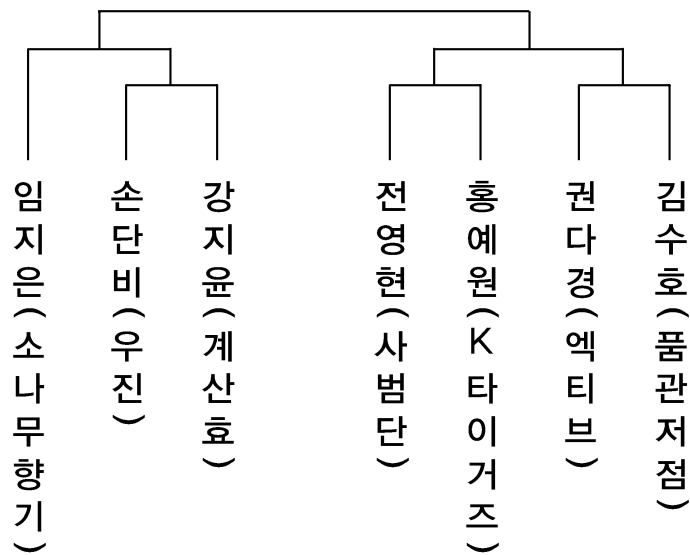 임지은(소나무향기)
손단비(우진)
강지윤(계산효)
전영현(사범단)
홍예원(K타이거즈)
권다경(엑티브)
김수호(품관저점)